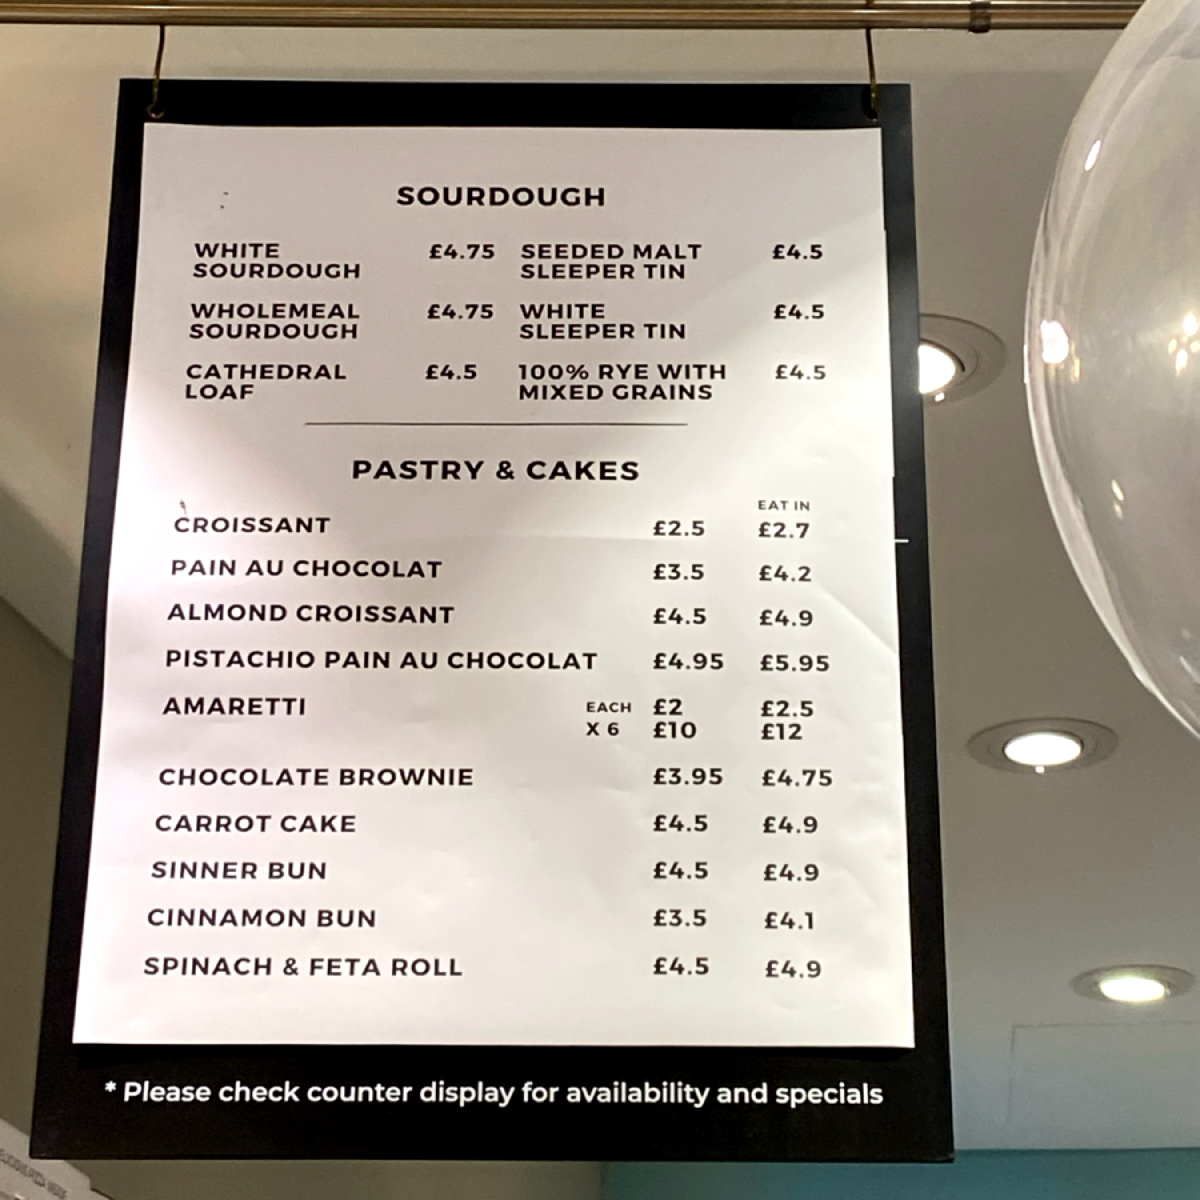 SOURDOUGH
WHITE SOURDOUGH £4.75
SEEDED MALT SLEEPER TIN £4.5
WHOLEMEAL SOURDOUGH £4.75
WHITE SLEEPER TIN £4.5
CATHEDRAL LOAF £4.5
100% RYE WITH MIXED GRAINS £4.5
PASTRY & CAKES
EAT IN
CROISSANT £2.5 £2.7
PAIN AU CHOCOLAT £3.5 £4.2
ALMOND CROISSANT £4.5 £4.9
PISTACHIO PAIN AU CHOCOLAT £4.95 £5.95
AMARETTI EACH £2 £2.5
X 6 £10 £12
CHOCOLATE BROWNIE £3.95 £4.75
CARROT CAKE £4.5 £4.9
SINNER BUN £4.5 £4.9
CINNAMON BUN £3.5 £4.1
SPINACH & FETA ROLL £4.5 £4.9
* Please check counter display for availability and specials